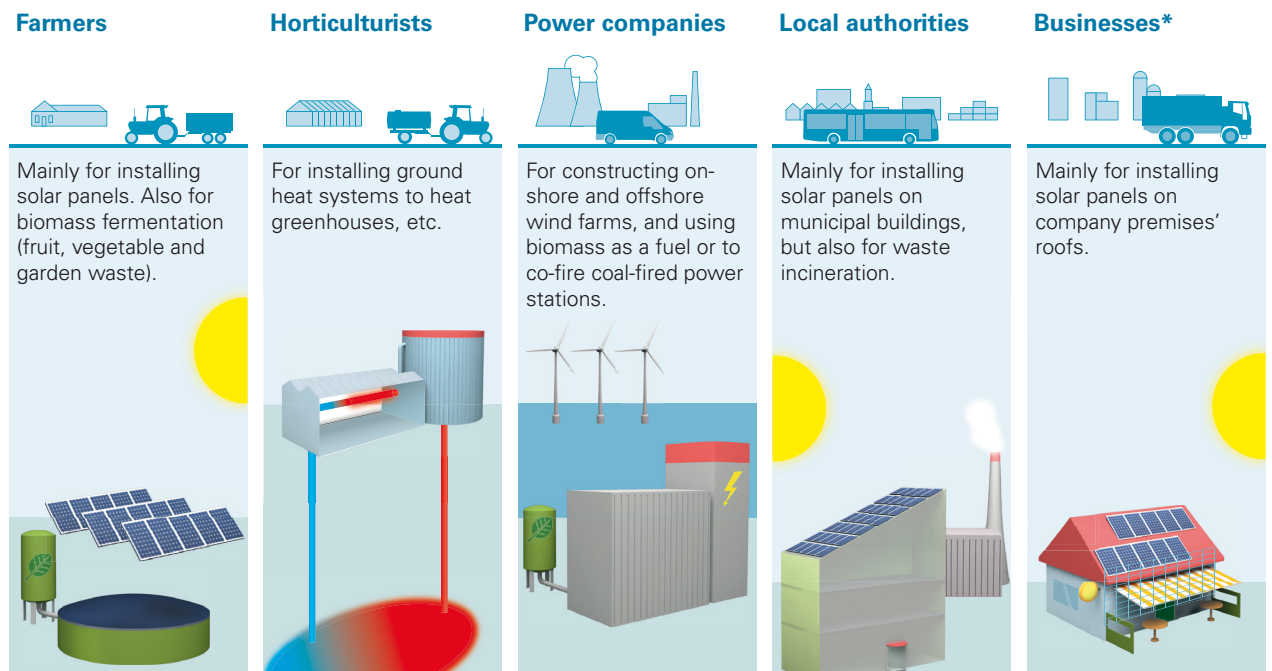 Farmers
Mainly for installing
solar panels. Also for
biomass fermentation
(fruit, vegetable and
garden waste).
Horticulturists
For installing ground
heat systems to heat
greenhouses, etc.
Power companies
For constructing on-
shore and offshore
wind farms, and using
biomass as a fuel or to
co-fire coal-fired power
stations.
Local authorities
Mainly for installing
solar panels on
municipal buildings,
but also for waste
incineration.
Businesses*
Mainly for installing
solar panels on
company premises’
roofs.